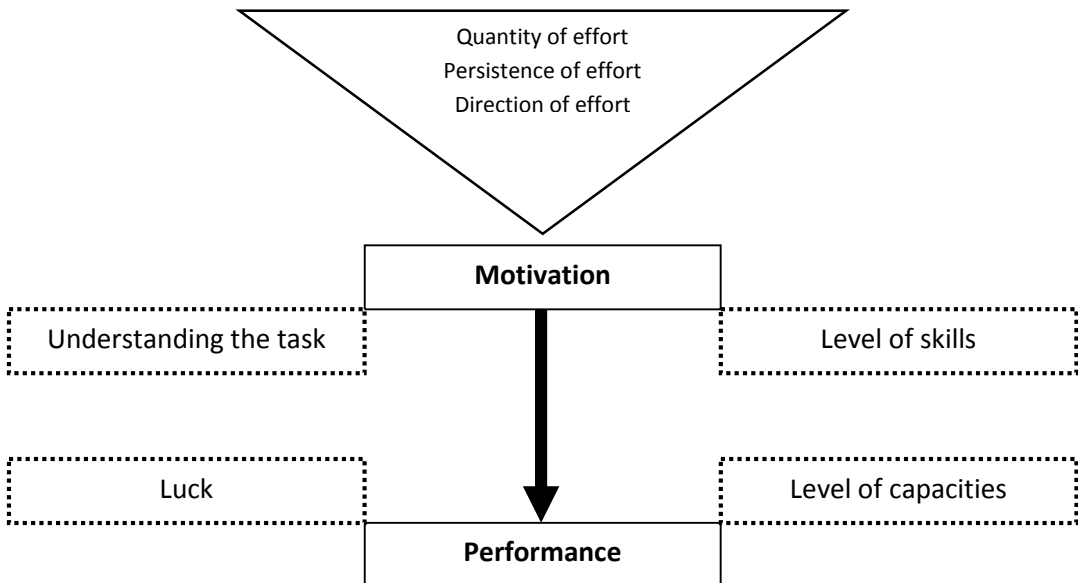 Quantity of effort
Persistence of effort
Direction of effort
Motivation
Understanding the task
Level of skills
Luck
Level of capacities
Performance